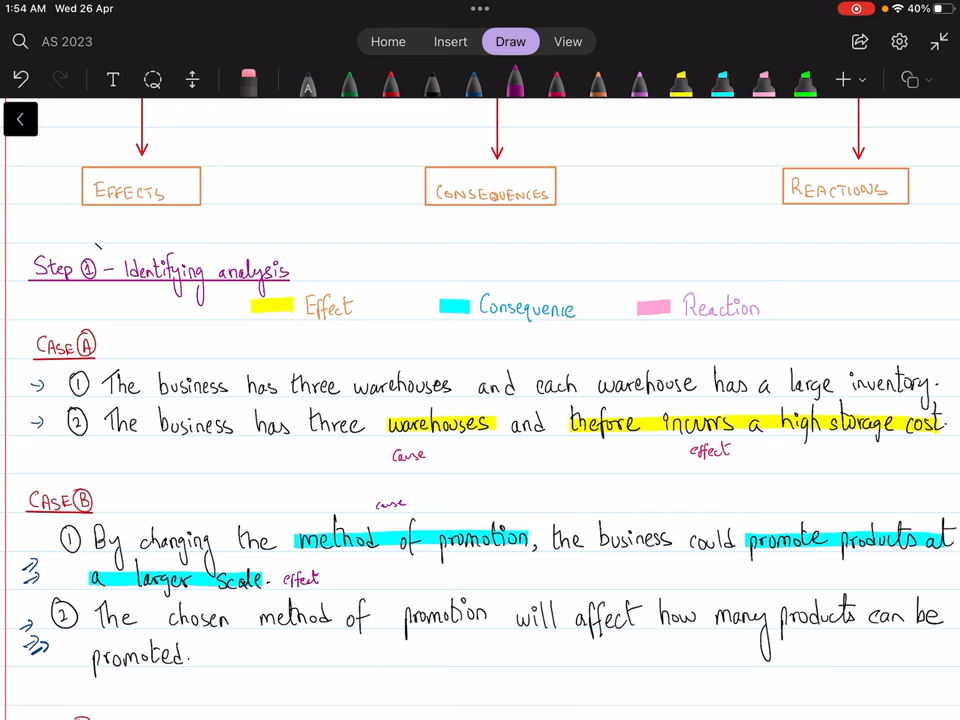 1:54 AM Wed 26 Apr
40%
AS 2023
Home Insert Draw View
T
A
EFFECTS
CONSEQUENCES
REACTIONS
Step ① - Identifying analysis
Effect
Consequence
Reaction
CASE Ⓐ
→ ① The business has three warehouses and each warehouse has a large inventory.
→ ② The business has three warehouses and thefore incurs a high storage cost.
cause
effect
CASE Ⓑ
cause
① By changing the method of promotion, the business could promote products at
a larger scale. effect
② The chosen method of promotion will affect how many products can be
promoted.